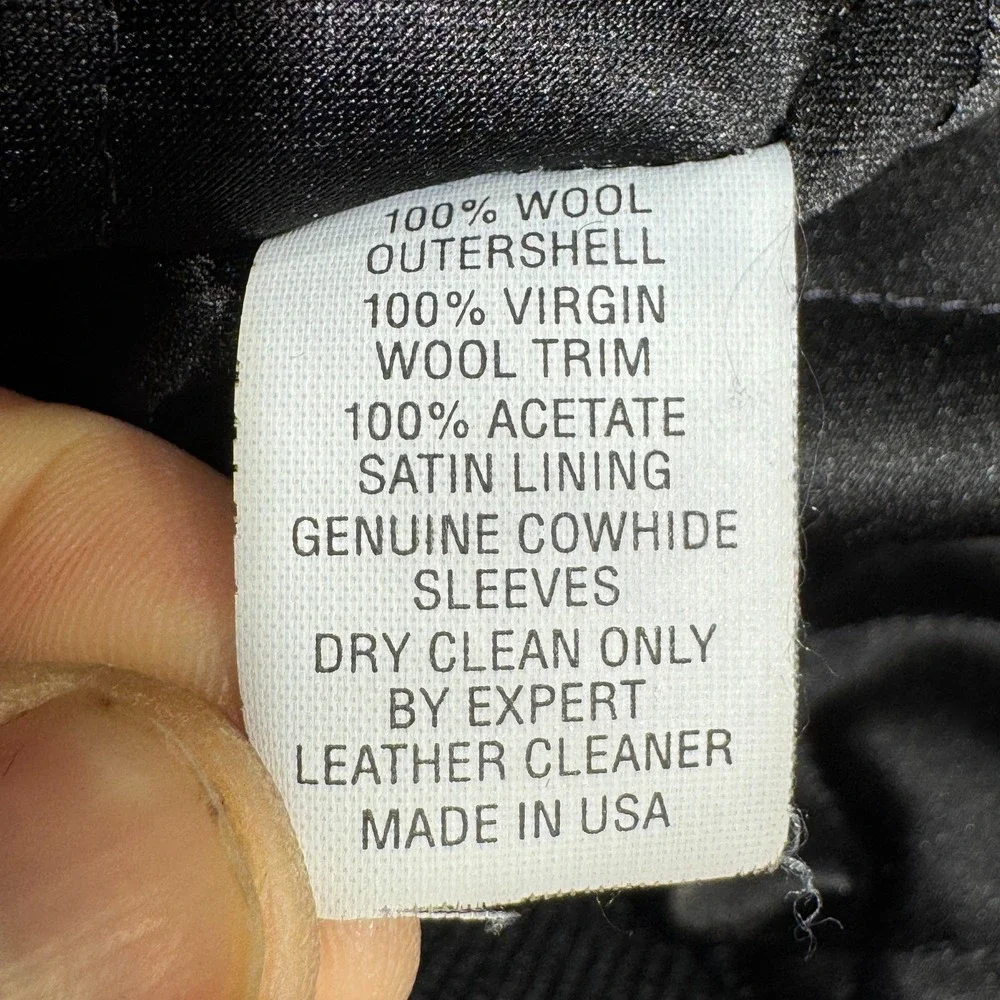 100% WOOL
OUTERSHELL
100% VIRGIN
WOOL TRIM
100% ACETATE
SATIN LINING
GENUINE COWHIDE
SLEEVES
DRY CLEAN ONLY
BY EXPERT
LEATHER CLEANER
MADE IN USA